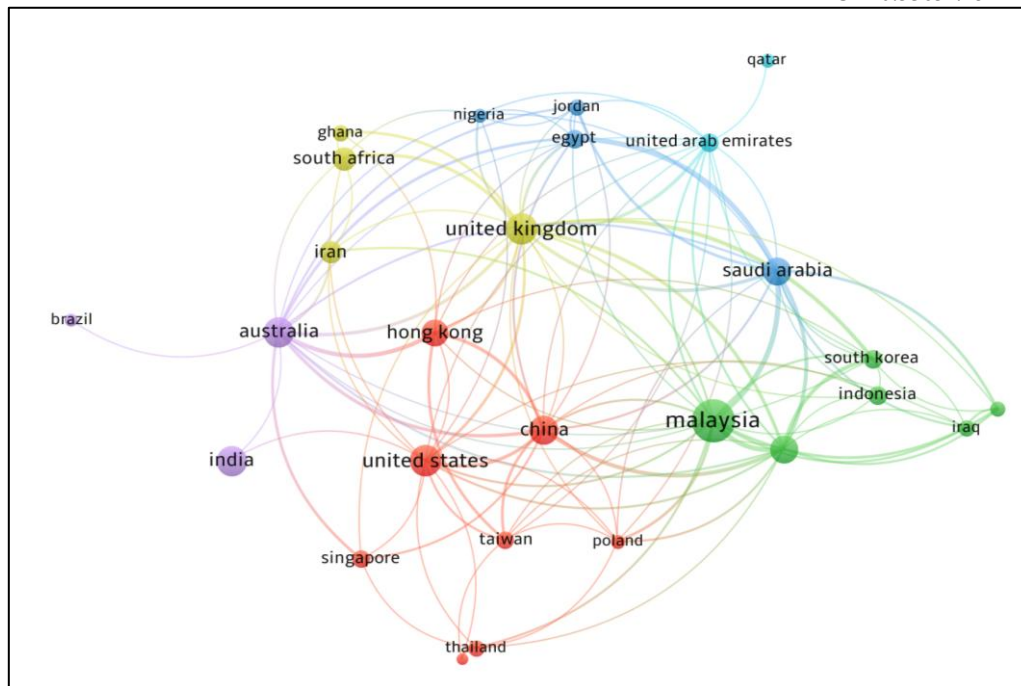 qatar
nigeria
jordan
ghana
egypt
united arab emirates
south africa
united kingdom
iran
saudi arabia
brazil
australia
hong kong
south korea
indonesia
malaysia
iraq
china
india
united states
taiwan
poland
singapore
thailand